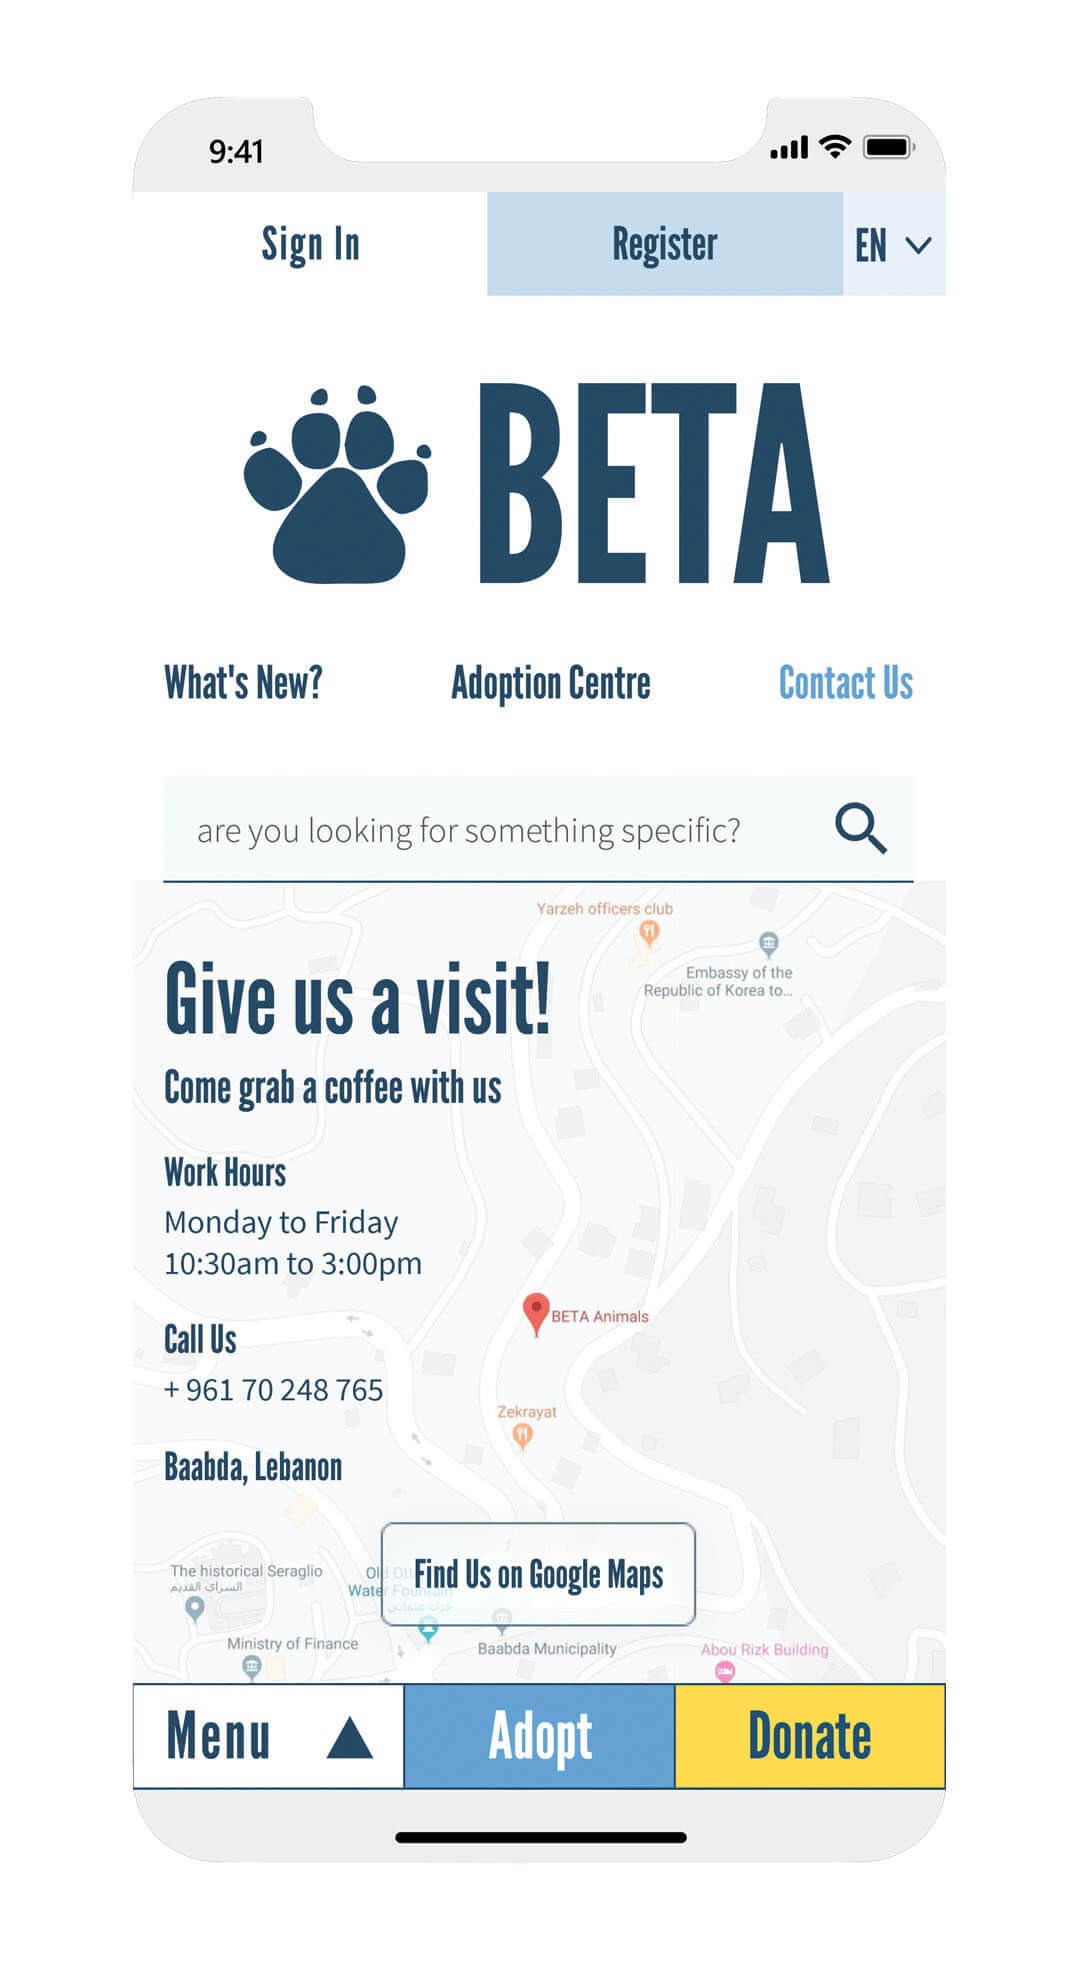 9:41
Sign In
Register
EN
BETA
What's New?
Adoption Centre
Contact Us
are you looking for something specific?
Yarzeh officers club
Embassy of the
Republic of Korea to...
Give us a visit!
Come grab a coffee with us
Work Hours
Monday to Friday
10:30am to 3:00pm
BETA Animals
Call Us
+ 961 70 248 765
Zekrayat
Baabda, Lebanon
The historical Seraglio
السراي القديم
Find Us on Google Maps
Water Fountain
خزان عثماني
Ministry of Finance
Baabda Municipality
Abou Rizk Building
Menu
Adopt
Donate